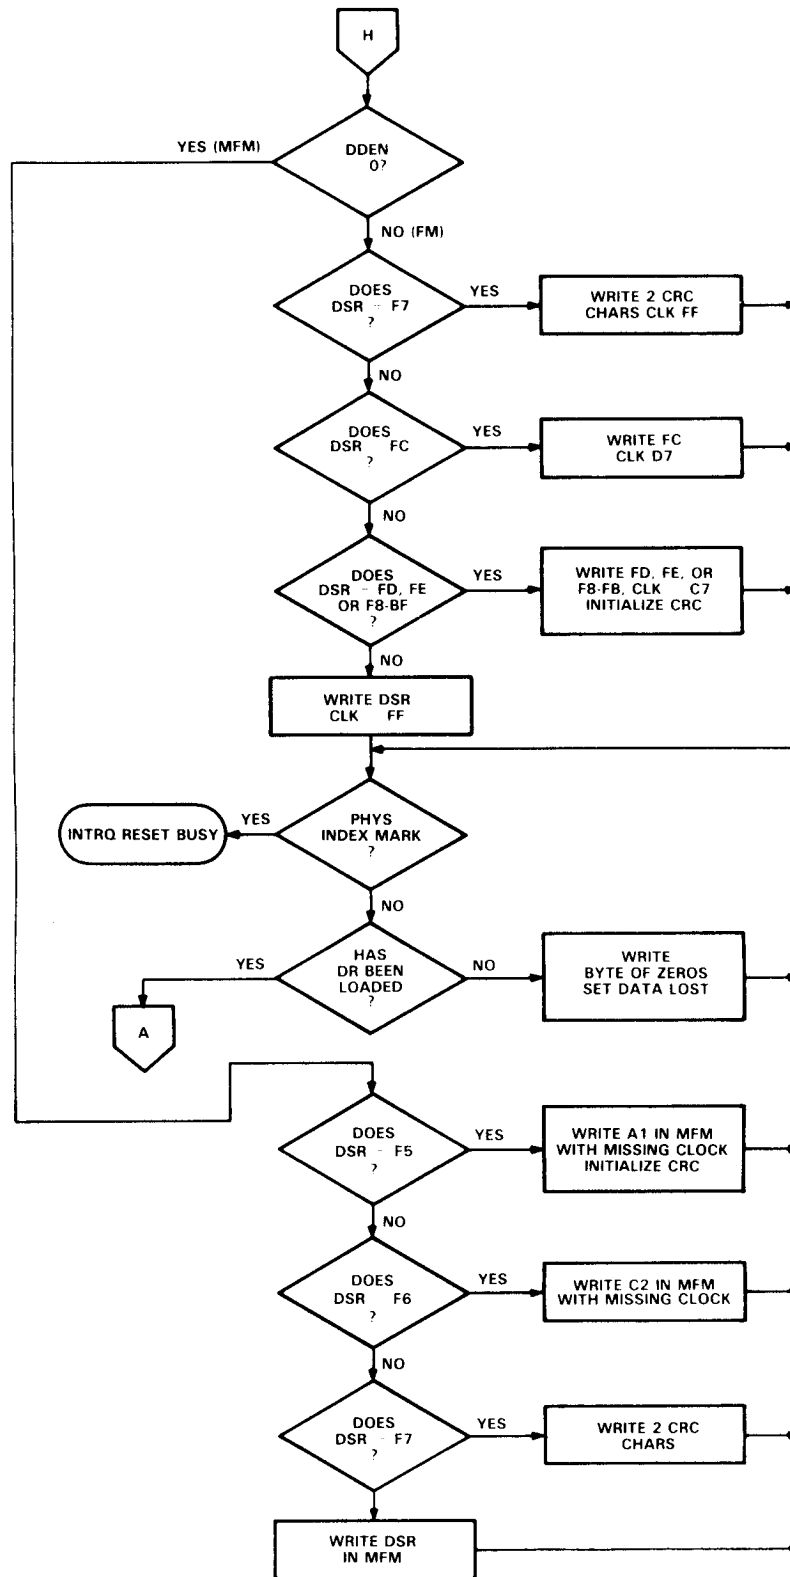 H
YES (MFM)
DDEN
0?
NO (FM)
DOES
DSR = F7
?
YES
WRITE 2 CRC
CHARS CLK FF
NO
DOES
DSR FC
?
YES
WRITE FC
CLK D7
NO
DOES
DSR = FD, FE
OR F8-BF
?
YES
WRITE FD, FE, OR
F8-FB, CLK C7
INITIALIZE CRC
NO
WRITE DSR
CLK FF
PHYS
INDEX MARK
?
YES
INTRQ RESET BUSY
NO
HAS
DR BEEN
LOADED
?
YES
A
NO
WRITE
BYTE OF ZEROS
SET DATA LOST
DOES
DSR = F5
?
YES
WRITE A1 IN MFM
WITH MISSING CLOCK
INITIALIZE CRC
NO
DOES
DSR F6
?
YES
WRITE C2 IN MFM
WITH MISSING CLOCK
NO
DOES
DSR = F7
?
YES
WRITE 2 CRC
CHARS
WRITE DSR
IN MFM